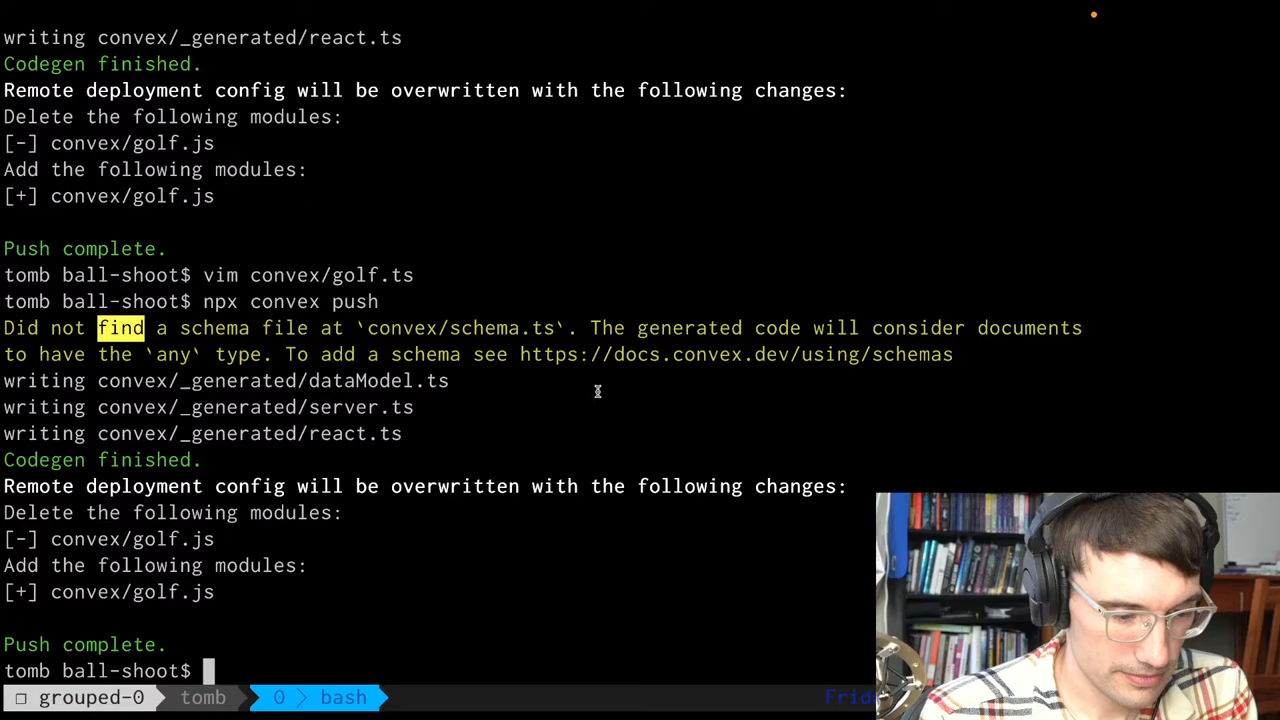 writing convex/_generated/react.ts
Codegen finished.
Remote deployment config will be overwritten with the following changes:
Delete the following modules:
[-] convex/golf.js
Add the following modules:
[+] convex/golf.js
Push complete.
tomb ball-shoot$ vim convex/golf.ts
tomb ball-shoot$ npx convex push
Did not find a schema file at `convex/schema.ts`. The generated code will consider documents
to have the `any` type. To add a schema see https://docs.convex.dev/using/schemas
writing convex/_generated/dataModel.ts
writing convex/_generated/server.ts
writing convex/_generated/react.ts
Codegen finished.
Remote deployment config will be overwritten with the following changes:
Delete the following modules:
[-] convex/golf.js
Add the following modules:
[+] convex/golf.js
Push complete.
tomb ball-shoot$
grouped-0 tomb 0 bash